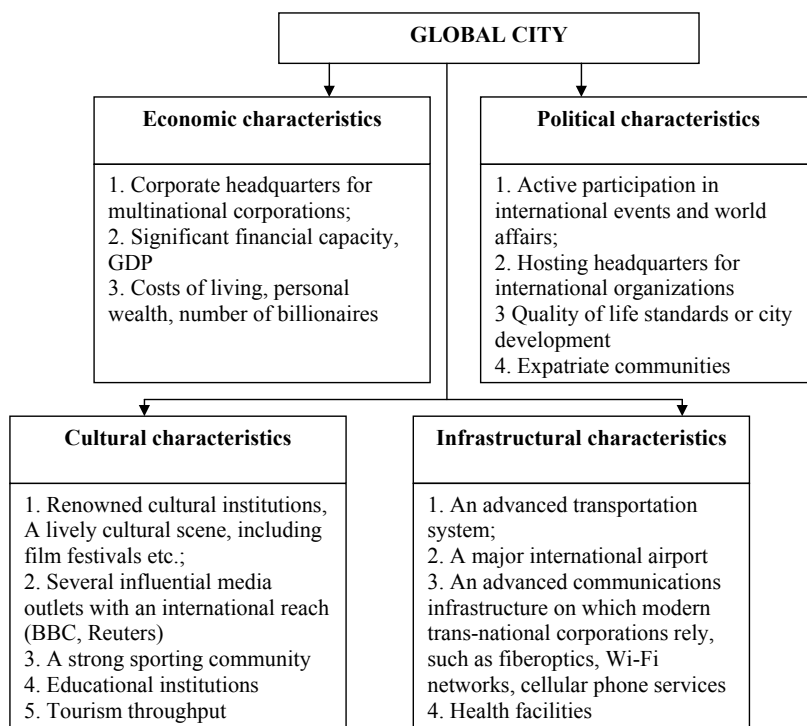 GLOBAL CITY
Economic characteristics
1. Corporate headquarters for
multinational corporations;
2. Significant financial capacity,
GDP
3. Costs of living, personal
wealth, number of billionaires
Political characteristics
1. Active participation in
international events and world
affairs;
2. Hosting headquarters for
international organizations
3 Quality of life standards or city
development
4. Expatriate communities
Cultural characteristics
1. Renowned cultural institutions,
A lively cultural scene, including
film festivals etc.;
2. Several influential media
outlets with an international reach
(BBC, Reuters)
3. A strong sporting community
4. Educational institutions
5. Tourism throughput
Infrastructural characteristics
1. An advanced transportation
system;
2. A major international airport
3. An advanced communications
infrastructure on which modern
trans-national corporations rely,
such as fiberoptics, Wi-Fi
networks, cellular phone services
4. Health facilities